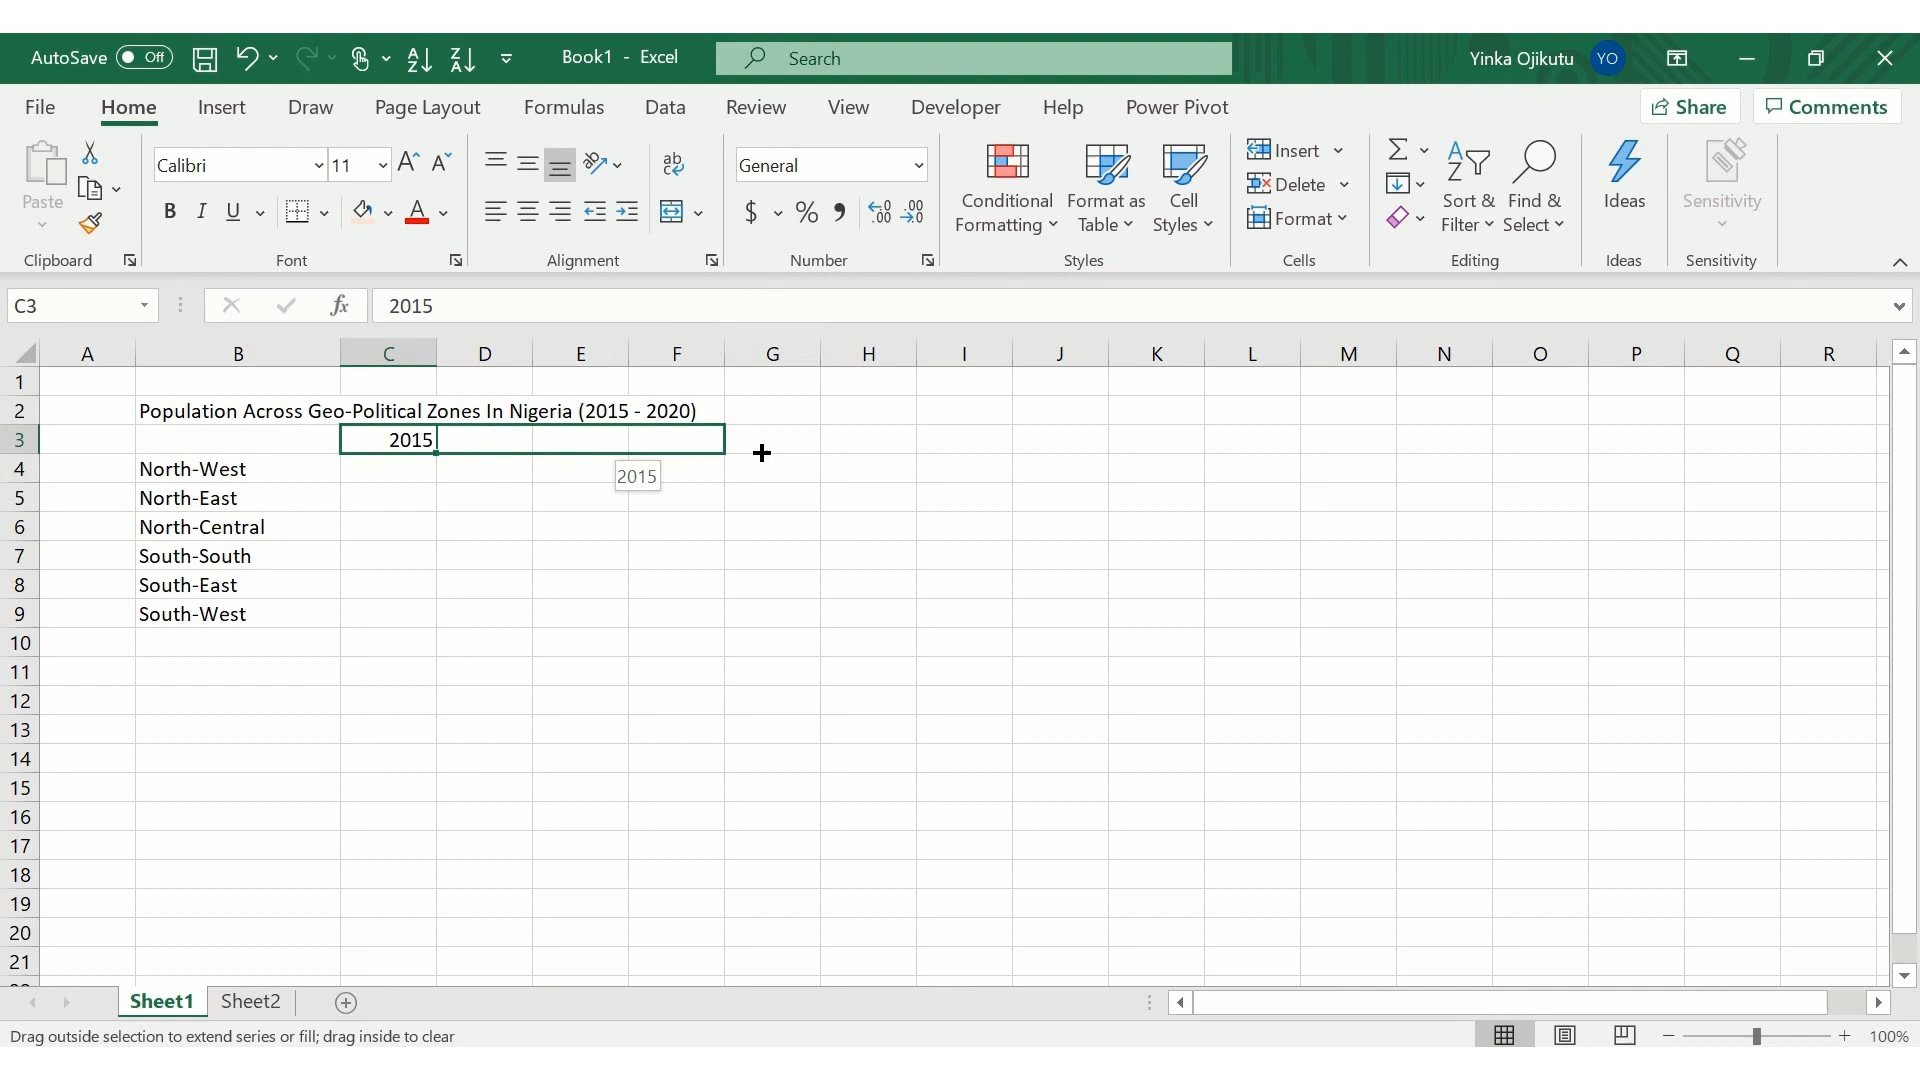 AutoSave Off Book1 - Excel Search Yinka Ojikutu YO
File Home Insert Draw Page Layout Formulas Data Review View Developer Help Power Pivot Share Comments
Paste
Clipboard
Calibri 11
B I U A
Font
ab
Alignment
General
$ % , .00
Number
Conditional Formatting
Format as Table
Cell Styles
Styles
Insert
Delete
Format
Cells
Sort & Filter
Find & Select
Editing
Ideas
Ideas
Sensitivity
Sensitivity
C3 fx 2015
A B C D E F G H I J K L M N O P Q R
1
2 Population Across Geo-Political Zones In Nigeria (2015 - 2020)
3 2015
4 North-West 2015
5 North-East
6 North-Central
7 South-South
8 South-East
9 South-West
10
11
12
13
14
15
16
17
18
19
20
21
Sheet1 Sheet2
Drag outside selection to extend series or fill; drag inside to clear 100%